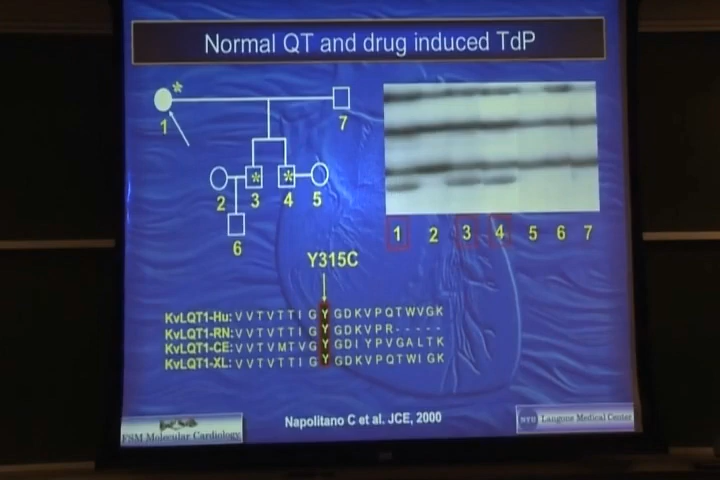 Normal QT and drug induced TdP
*
1
7
* *
2 3 4 5
6
1 2 3 4 5 6 7
Y315C
KvLQT1-Hu: V V T V T T I G Y G D K V P Q T W V G K
KvLQT1-RN: V V T V T T I G Y G D K V P R - - - - -
KvLQT1-CE: V V T V M T V G Y G D I Y P V G A L T K
KvLQT1-XL: V V T V T T I G Y G D K V P Q T W I G K
Napolitano C et al. JCE, 2000
FSM Molecular Cardiology
NYU Langone Medical Center